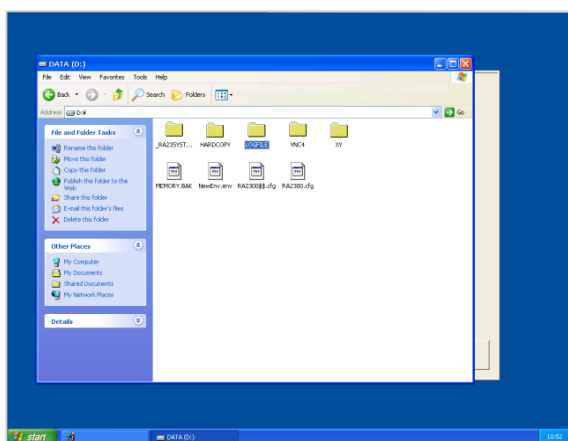 DATA (D:)
File Edit View Favorites Tools Help
Back Search Folders
Address D:¥ Go
File and Folder Tasks
Rename this folder
Move this folder
Copy this folder
Publish this folder to the
Web
Share this folder
E-mail this folder's files
Delete this folder
Other Places
My Computer
My Documents
Shared Documents
My Network Places
Details
_RA23SYST... HARDCOPY LOGFILE VNC4 XY
MEMORY.BAK NewEnv.env RA2300$$.cfg RA2300.cfg
start DATA (D:) 10:52